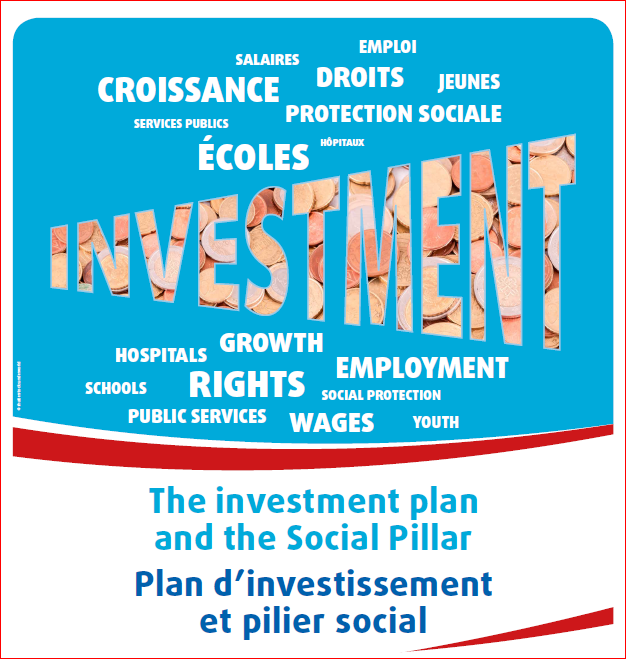 EMPLOI
SALAIRES
DROITS
JEUNES
CROISSANCE
PROTECTION SOCIALE
SERVICES PUBLICS
HÔPITAUX
ÉCOLES
INVESTMENT
GROWTH
HOSPITALS
EMPLOYMENT
SCHOOLS
RIGHTS
SOCIAL PROTECTION
PUBLIC SERVICES
WAGES
YOUTH
The investment plan
and the Social Pillar
Plan d’investissement
et pilier social